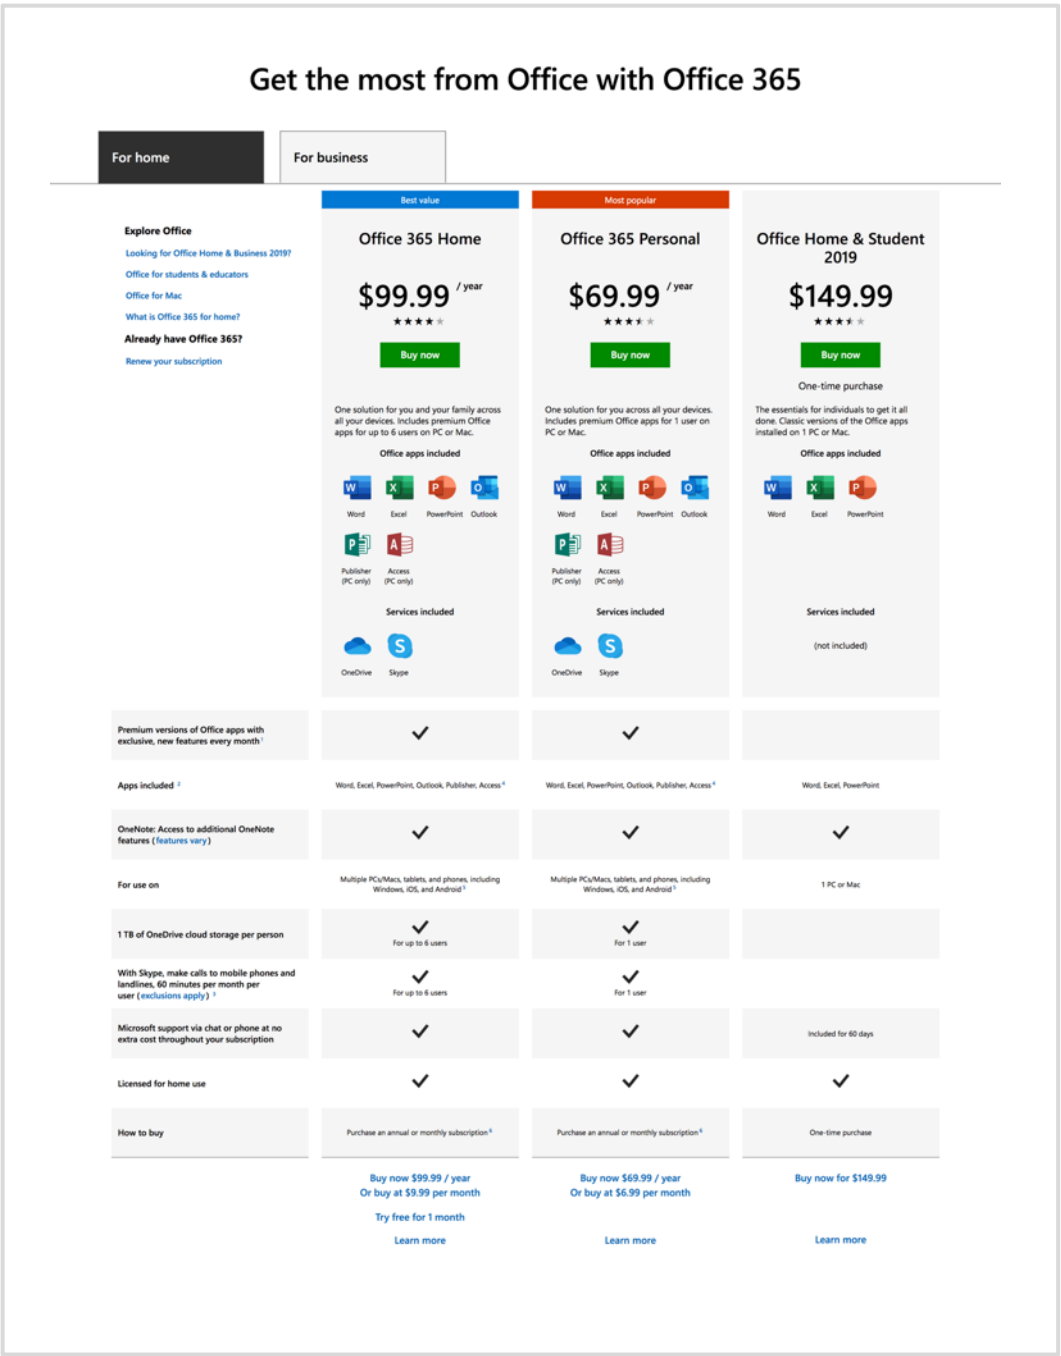 Get the most from Office with Office 365
For home
For business
Explore Office
Looking for Office Home & Business 2019?
Office for students & educators
Office for Mac
What is Office 365 for home?
Already have Office 365?
Renew your subscription
Best value
Office 365 Home
$99.99 / year
Buy now
One solution for you and your family across
all your devices. Includes premium Office
apps for up to 6 users on PC or Mac.
Office apps included
W X P O
Word Excel PowerPoint Outlook
P A
Publisher Access
(PC only) (PC only)
Services included
S
OneDrive Skype
Most popular
Office 365 Personal
$69.99 / year
Buy now
One solution for you across all your devices.
Includes premium Office apps for 1 user on
PC or Mac.
Office apps included
W X P O
Word Excel PowerPoint Outlook
P A
Publisher Access
(PC only) (PC only)
Services included
S
OneDrive Skype
Office Home & Student
2019
$149.99
Buy now
One-time purchase
The essentials for individuals to get it all
done. Classic versions of the Office apps
installed on 1 PC or Mac.
Office apps included
W X P
Word Excel PowerPoint
Services included
(not included)
Premium versions of Office apps with
exclusive, new features every month 1
Apps included 2
Word, Excel, PowerPoint, Outlook, Publisher, Access 4
Word, Excel, PowerPoint, Outlook, Publisher, Access 4
Word, Excel, PowerPoint
OneNote: Access to additional OneNote
features (features vary)
For use on
Multiple PCs/Macs, tablets, and phones, including
Windows, iOS, and Android 5
Multiple PCs/Macs, tablets, and phones, including
Windows, iOS, and Android 5
1 PC or Mac
1 TB of OneDrive cloud storage per person
For up to 6 users
For 1 user
With Skype, make calls to mobile phones and
landlines, 60 minutes per month per
user (exclusions apply) 3
For up to 6 users
For 1 user
Microsoft support via chat or phone at no
extra cost throughout your subscription
Included for 60 days
Licensed for home use
How to buy
Purchase an annual or monthly subscription 6
Purchase an annual or monthly subscription 6
One-time purchase
Buy now $99.99 / year
Or buy at $9.99 per month
Try free for 1 month
Learn more
Buy now $69.99 / year
Or buy at $6.99 per month
Learn more
Buy now for $149.99
Learn more